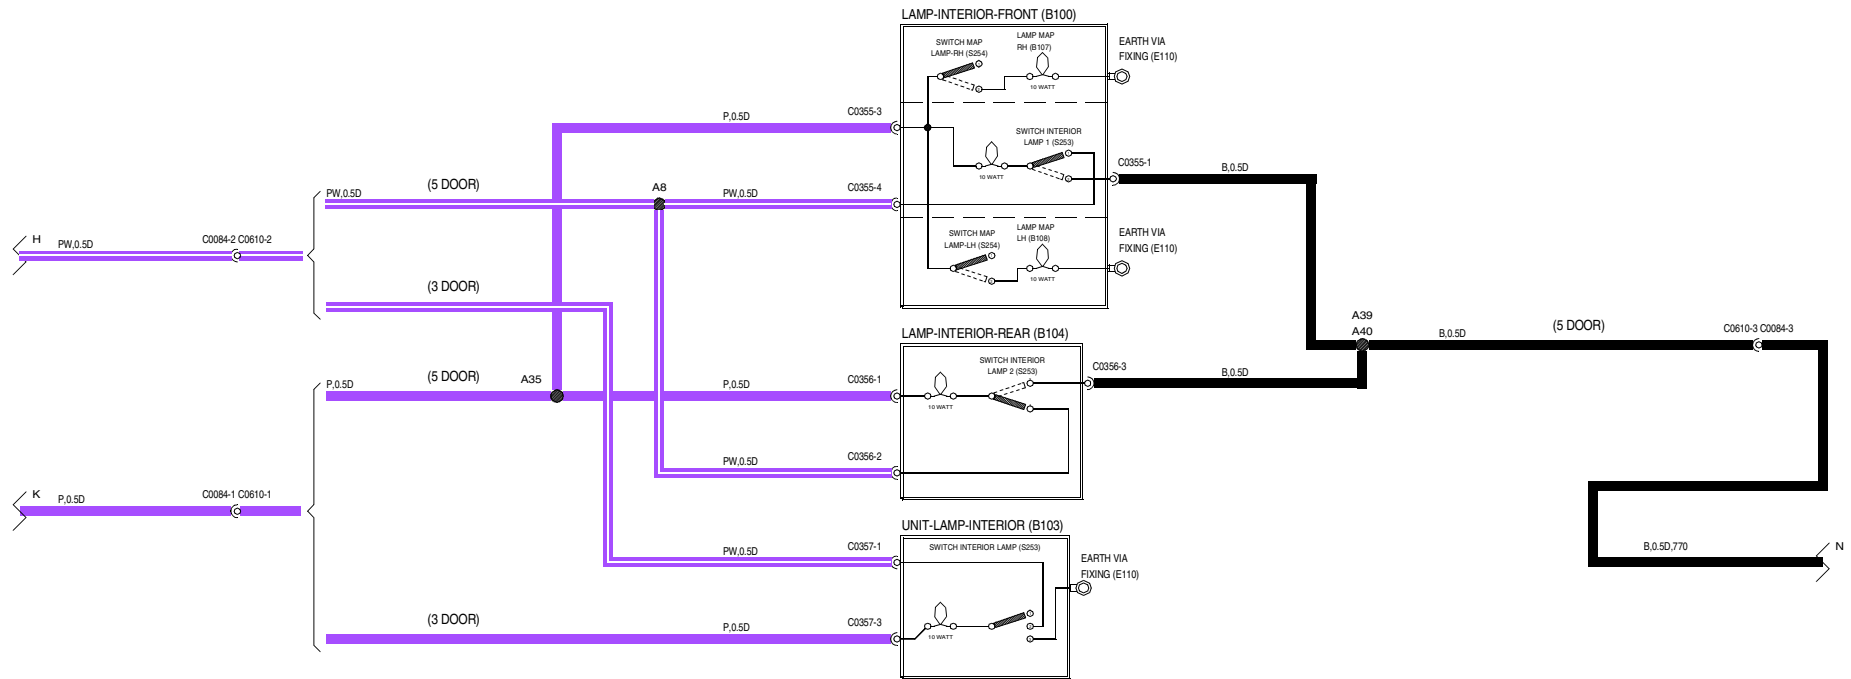 LAMP-INTERIOR-FRONT (B100)
SWITCH MAP
LAMP-RH (S254)
LAMP MAP
RH (B107)
10 WATT
EARTH VIA
FIXING (E110)
P,0.5D
C0355-3
SWITCH INTERIOR
LAMP 1 (S253)
10 WATT
C0355-1
B,0.5D
(5 DOOR)
PW,0.5D
A8
PW,0.5D
C0355-4
H
PW,0.5D
C0084-2 C0610-2
SWITCH MAP
LAMP-LH (S254)
LAMP MAP
LH (B108)
10 WATT
EARTH VIA
FIXING (E110)
(3 DOOR)
LAMP-INTERIOR-REAR (B104)
A39
A40
B,0.5D
(5 DOOR)
C0610-3 C0084-3
SWITCH INTERIOR
LAMP 2 (S253)
10 WATT
C0356-3
B,0.5D
P,0.5D
(5 DOOR)
A35
P,0.5D
C0356-1
PW,0.5D
C0356-2
K
P,0.5D
C0084-1 C0610-1
UNIT-LAMP-INTERIOR (B103)
SWITCH INTERIOR LAMP (S253)
PW,0.5D
C0357-1
EARTH VIA
FIXING (E110)
B,0.5D,770
N
(3 DOOR)
P,0.5D
C0357-3
10 WATT